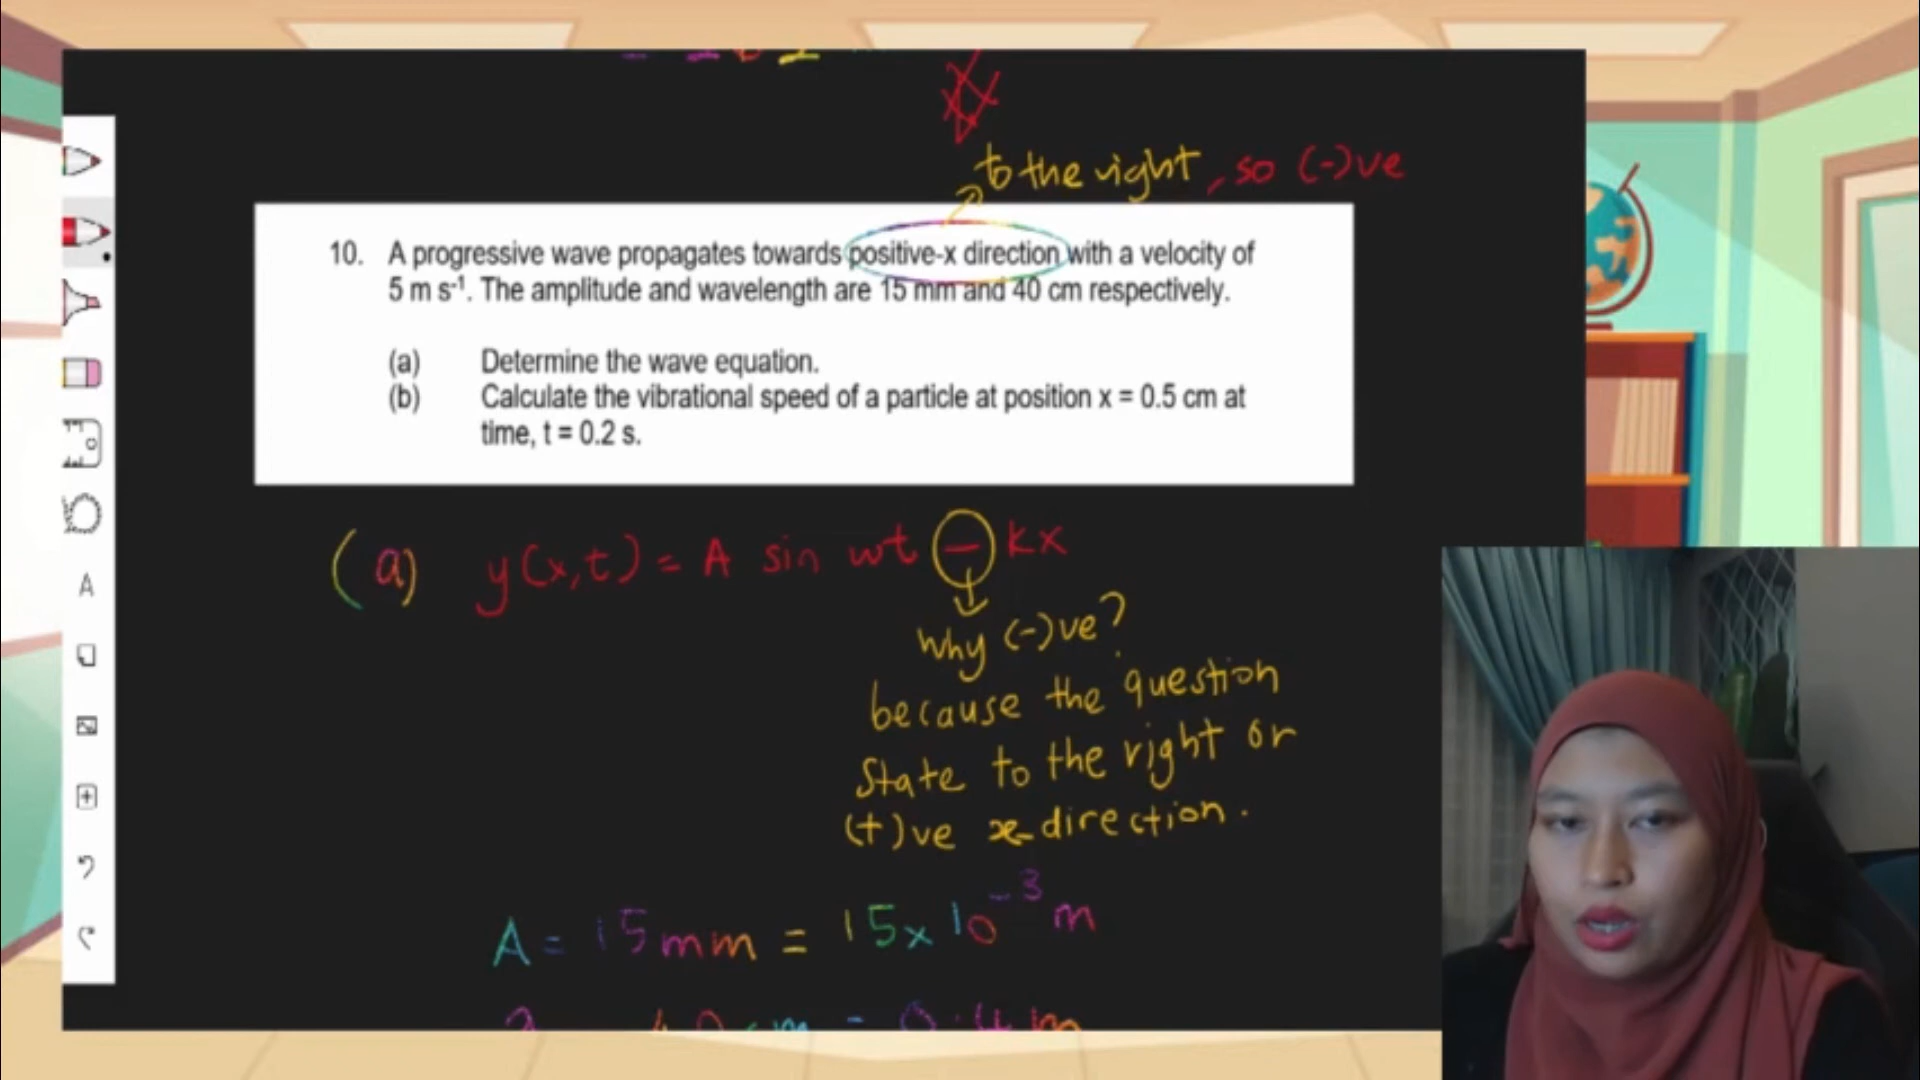 to the right, so (-)ve
10. A progressive wave propagates towards positive-x direction with a velocity of
5 m s-1. The amplitude and wavelength are 15 mm and 40 cm respectively.
(a) Determine the wave equation.
(b) Calculate the vibrational speed of a particle at position x = 0.5 cm at
time, t = 0.2 s.
(a) y(x,t) = A sin wt - kx
Why (-)ve?
because the question
state to the right or
(+)ve x-direction.
A = 15mm = 15x10-3 m
A